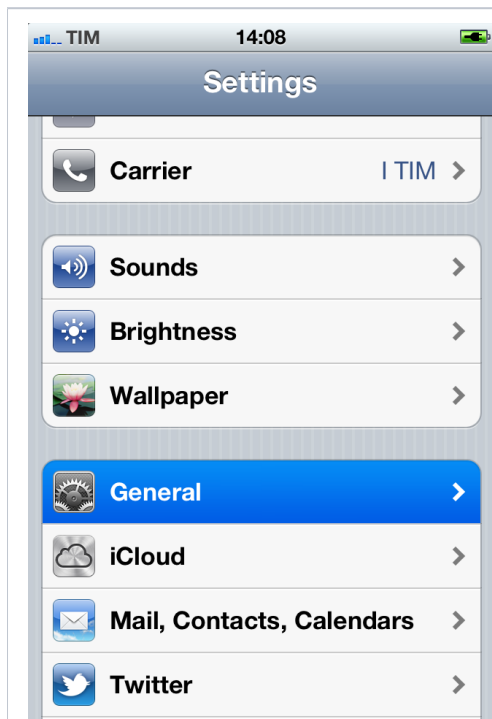 TIM 14:08
Settings
Carrier I TIM
Sounds
Brightness
Wallpaper
General
iCloud
Mail, Contacts, Calendars
Twitter